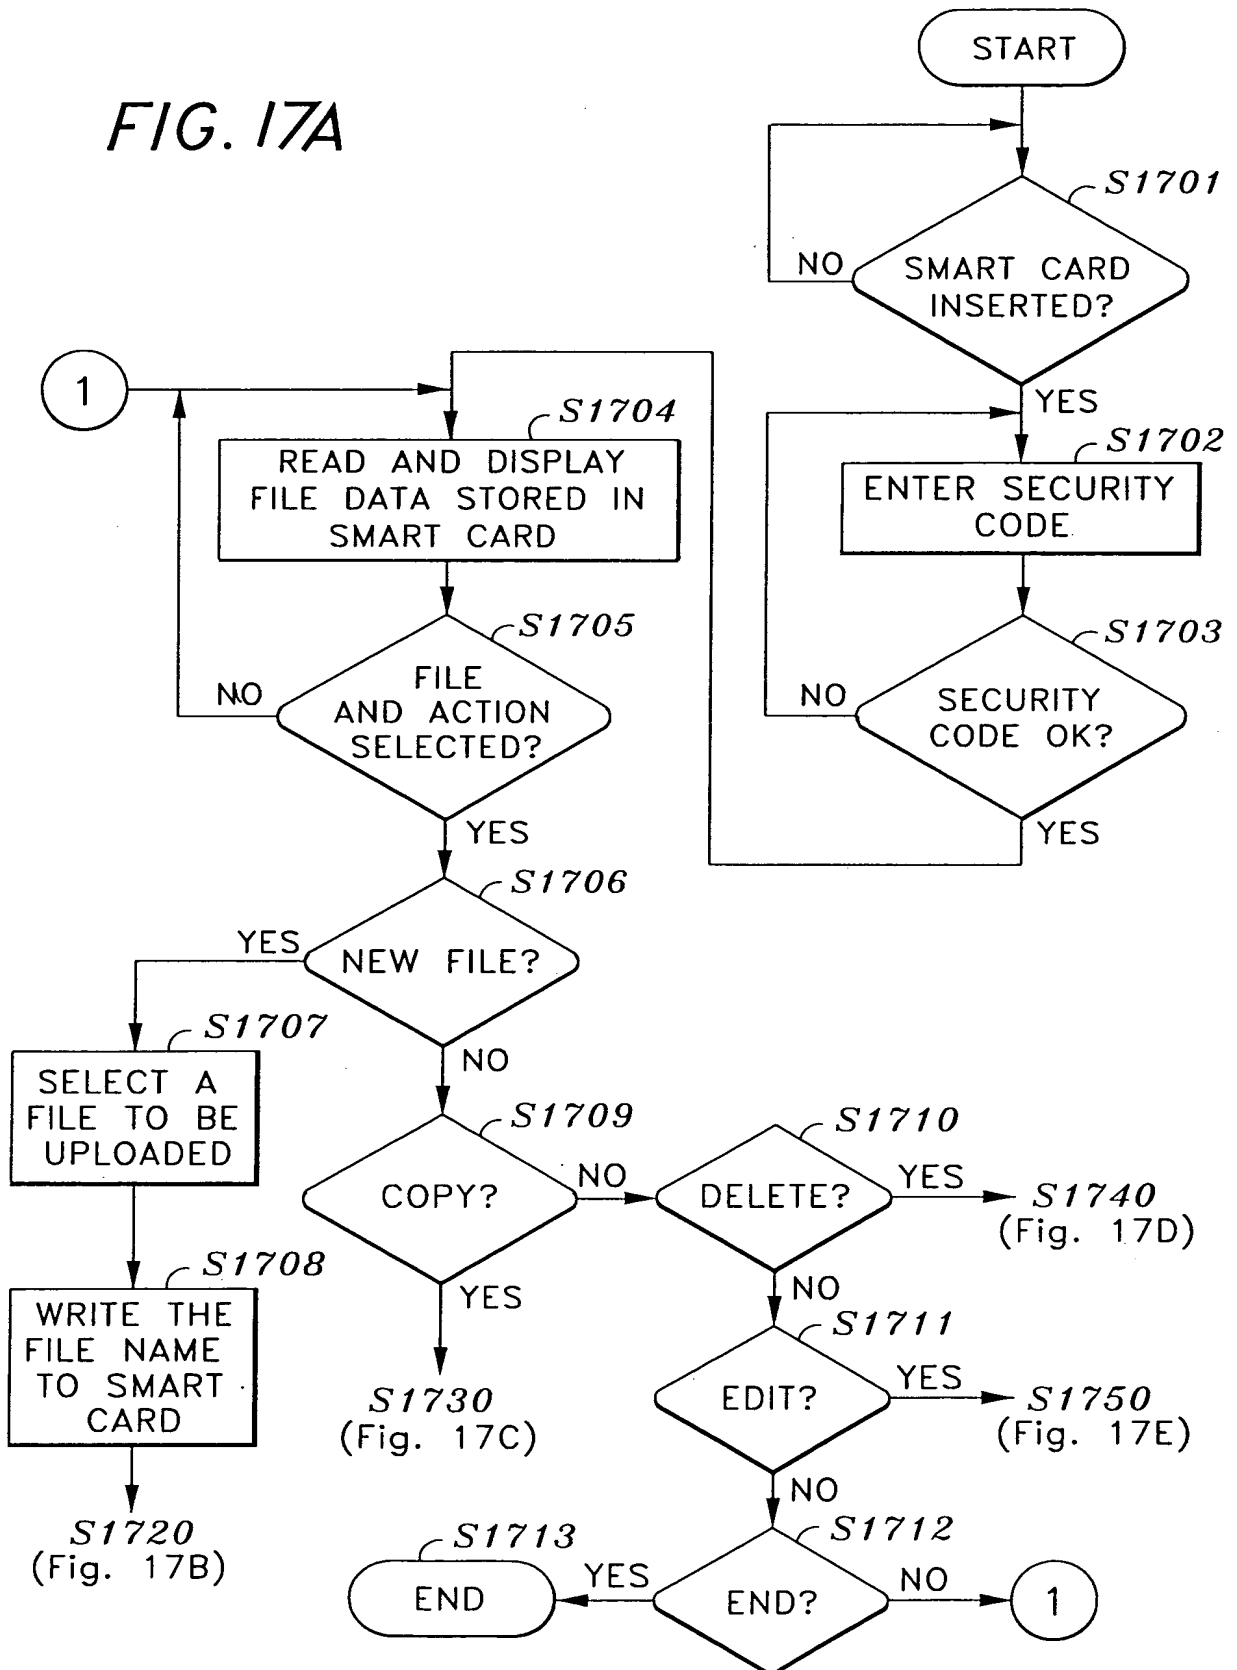 FIG. 17A
START
S1701
NO
SMART CARD
INSERTED?
YES
S1702
ENTER SECURITY
CODE
S1703
NO
SECURITY
CODE OK?
YES
1
S1704
READ AND DISPLAY
FILE DATA STORED IN
SMART CARD
S1705
NO
FILE
AND ACTION
SELECTED?
YES
S1706
YES
NEW FILE?
NO
S1707
SELECT A
FILE TO BE
UPLOADED
S1708
WRITE THE
FILE NAME
TO SMART
CARD
S1720
(Fig. 17B)
S1709
COPY?
NO
YES
S1730
(Fig. 17C)
S1710
DELETE?
YES
S1740
(Fig. 17D)
NO
S1711
EDIT?
YES
S1750
(Fig. 17E)
NO
S1712
END?
YES
S1713
END
NO
1